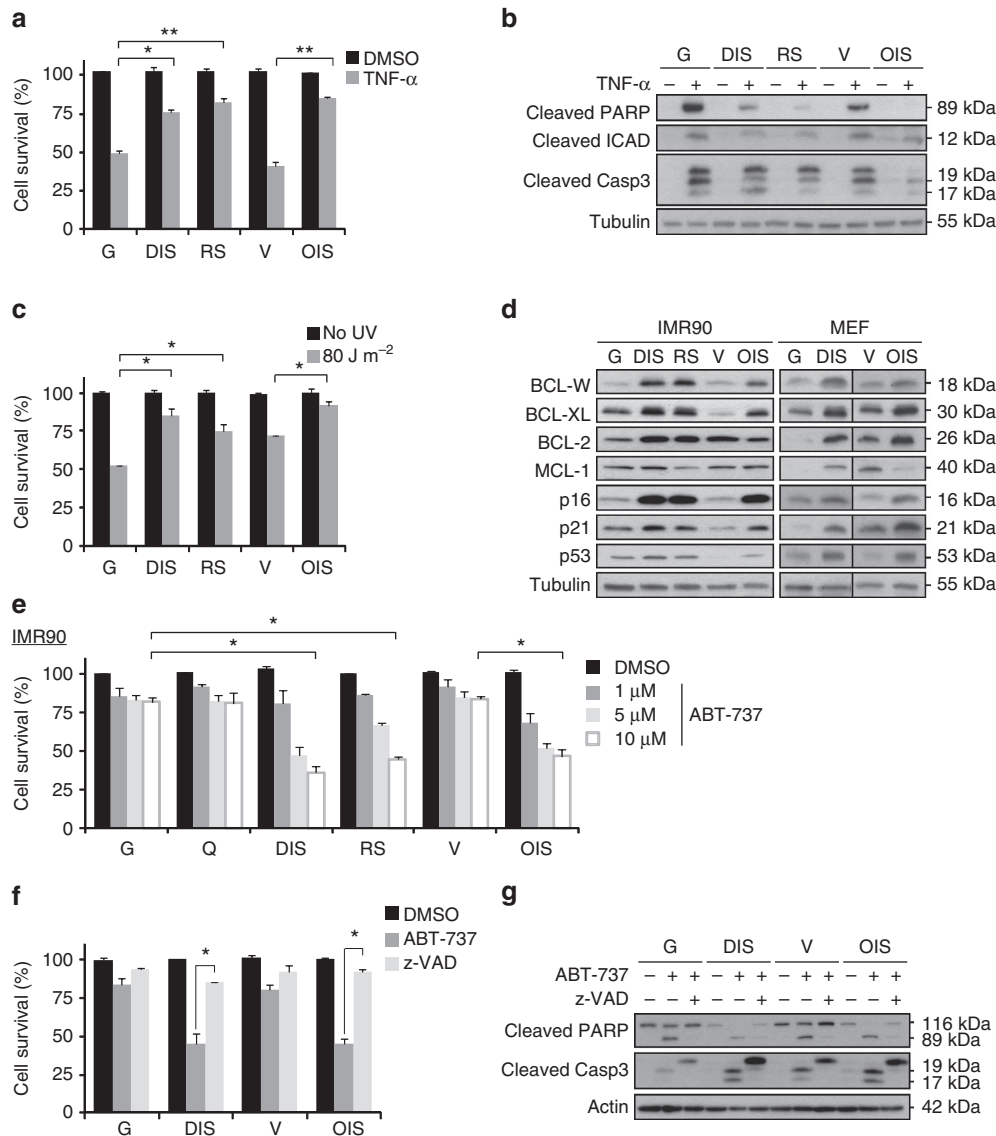 a
** 
* **
DMSO
TNF-α
Cell survival (%)
100
75
50
25
0
G DIS RS V OIS
b
G DIS RS V OIS
TNF-α – + – + – + – + – +
Cleaved PARP 89 kDa
Cleaved ICAD 12 kDa
Cleaved Casp3 19 kDa
17 kDa
Tubulin 55 kDa
c
No UV
80 J m−2
*
* *
Cell survival (%)
100
75
50
25
0
G DIS RS V OIS
d
IMR90 MEF
G DIS RS V OIS G DIS V OIS
BCL-W 18 kDa
BCL-XL 30 kDa
BCL-2 26 kDa
MCL-1 40 kDa
p16 16 kDa
p21 21 kDa
p53 53 kDa
Tubulin 55 kDa
e
IMR90
*
* *
Cell survival (%)
100
75
50
25
0
G Q DIS RS V OIS
DMSO
1 μM
5 μM
10 μM
ABT-737
f
DMSO
ABT-737
z-VAD
* *
Cell survival (%)
100
75
50
25
0
G DIS V OIS
g
G DIS V OIS
ABT-737 – + + – + + – + + – + +
z-VAD – – + – – + – – + – – +
Cleaved PARP 116 kDa
89 kDa
Cleaved Casp3 19 kDa
17 kDa
Actin 42 kDa